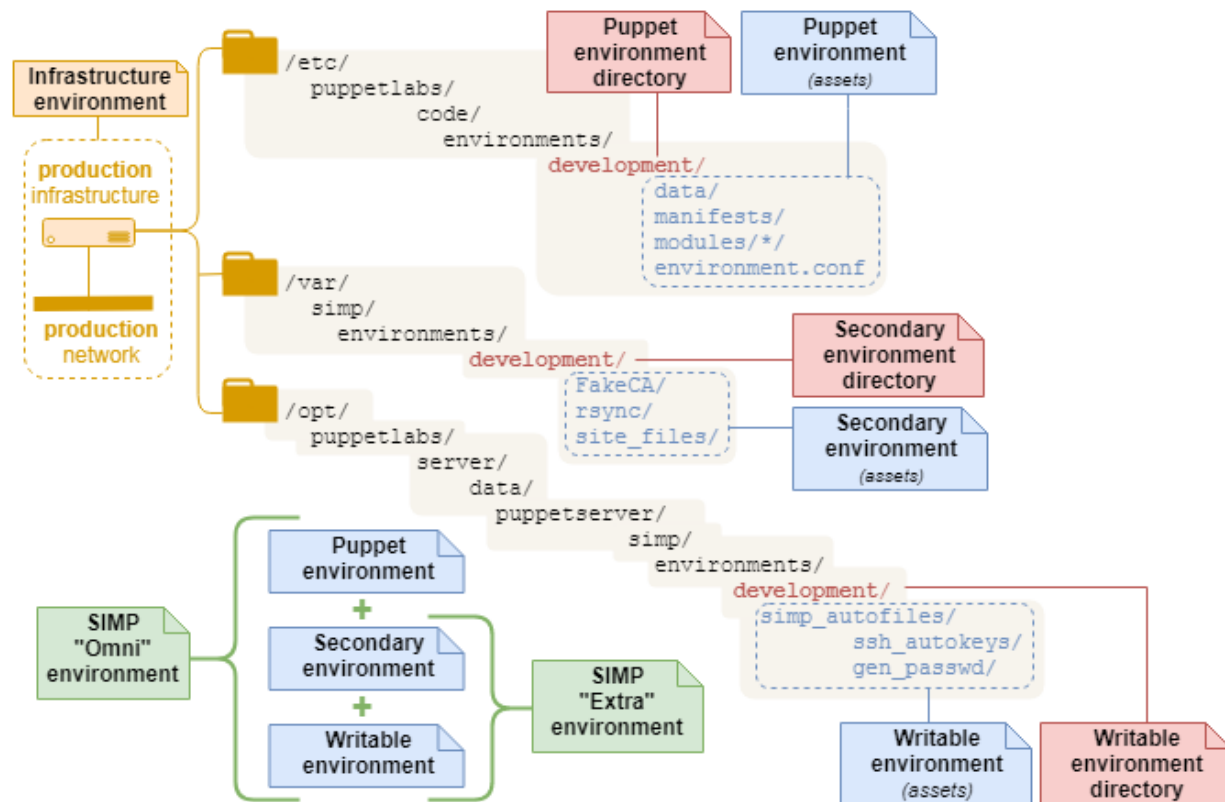 Infrastructure
environment
production
infrastructure
production
network
/etc/
puppetlabs/
code/
environments/
development/
data/
manifests/
modules/*/
environment.conf
Puppet
environment
directory
Puppet
environment
(assets)
/var/
simp/
environments/
development/
FakeCA/
rsync/
site_files/
Secondary
environment
directory
Secondary
environment
(assets)
/opt/
puppetlabs/
server/
data/
puppetserver/
simp/
environments/
development/
simp_autofiles/
ssh_autokeys/
gen_passwd/
Writable
environment
(assets)
Writable
environment
directory
SIMP
"Omni"
environment
Puppet
environment
+
Secondary
environment
+
Writable
environment
SIMP
"Extra"
environment